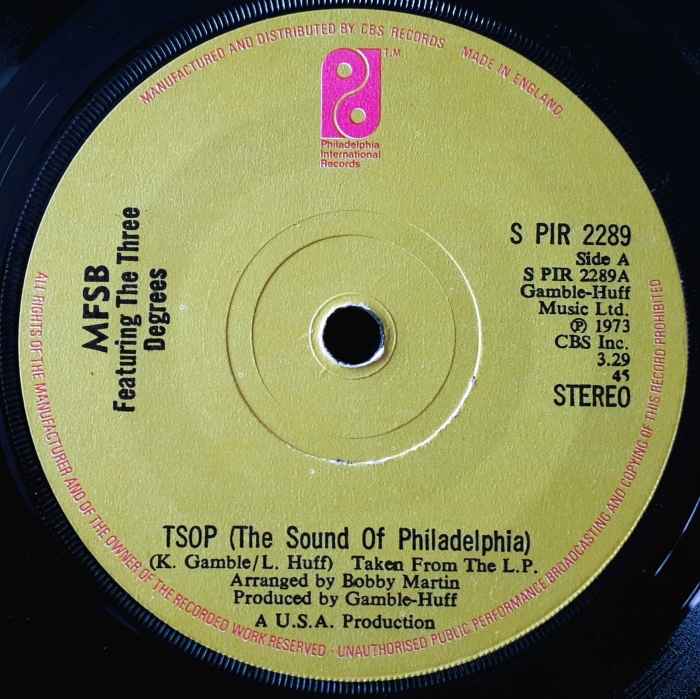 MANUFACTURED AND DISTRIBUTED BY CBS RECORDS MADE IN ENGLAND.
T.M.
Philadelphia
International
Records
MFSB
Featuring The Three
Degrees
S PIR 2289
Side A
S PIR 2289A
Gamble-Huff
Music Ltd.
℗ 1973
CBS Inc.
3.29
45
STEREO
TSOP (The Sound Of Philadelphia)
(K. Gamble/L. Huff) Taken From The L.P.
Arranged by Bobby Martin
Produced by Gamble-Huff
A U.S.A. Production
ALL RIGHTS OF THE MANUFACTURER AND OF THE OWNER OF THE RECORDED WORK RESERVED · UNAUTHORISED PUBLIC PERFORMANCE BROADCASTING AND COPYING OF THIS RECORD PROHIBITED